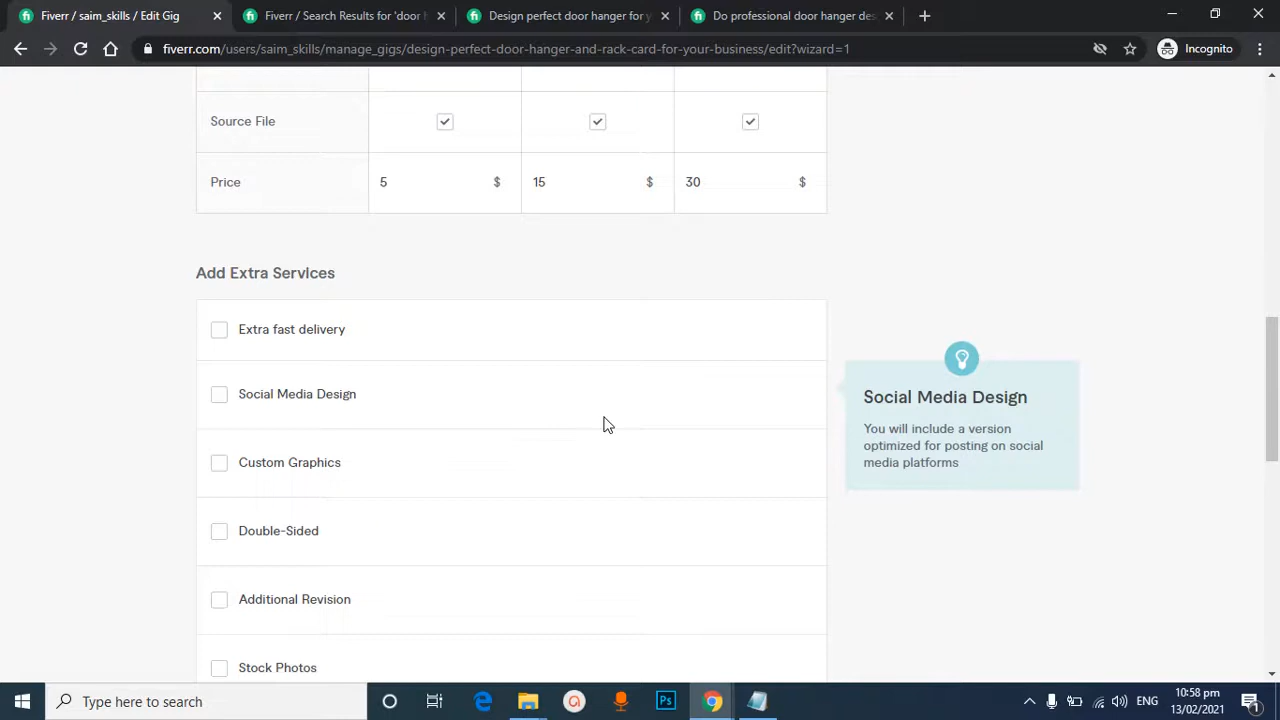 Fiverr / saim_skills / Edit Gig
Fiverr / Search Results for 'door h
Design perfect door hanger for y
Do professional door hanger des
fiverr.com/users/saim_skills/manage_gigs/design-perfect-door-hanger-and-rack-card-for-your-business/edit?wizard=1
Incognito
Source File
Price 5 $ 15 $ 30 $
Add Extra Services
Extra fast delivery
Social Media Design
Custom Graphics
Double-Sided
Additional Revision
Stock Photos
Social Media Design
You will include a version
optimized for posting on social
media platforms
Type here to search
Ps
ENG
10:58 pm
13/02/2021
1